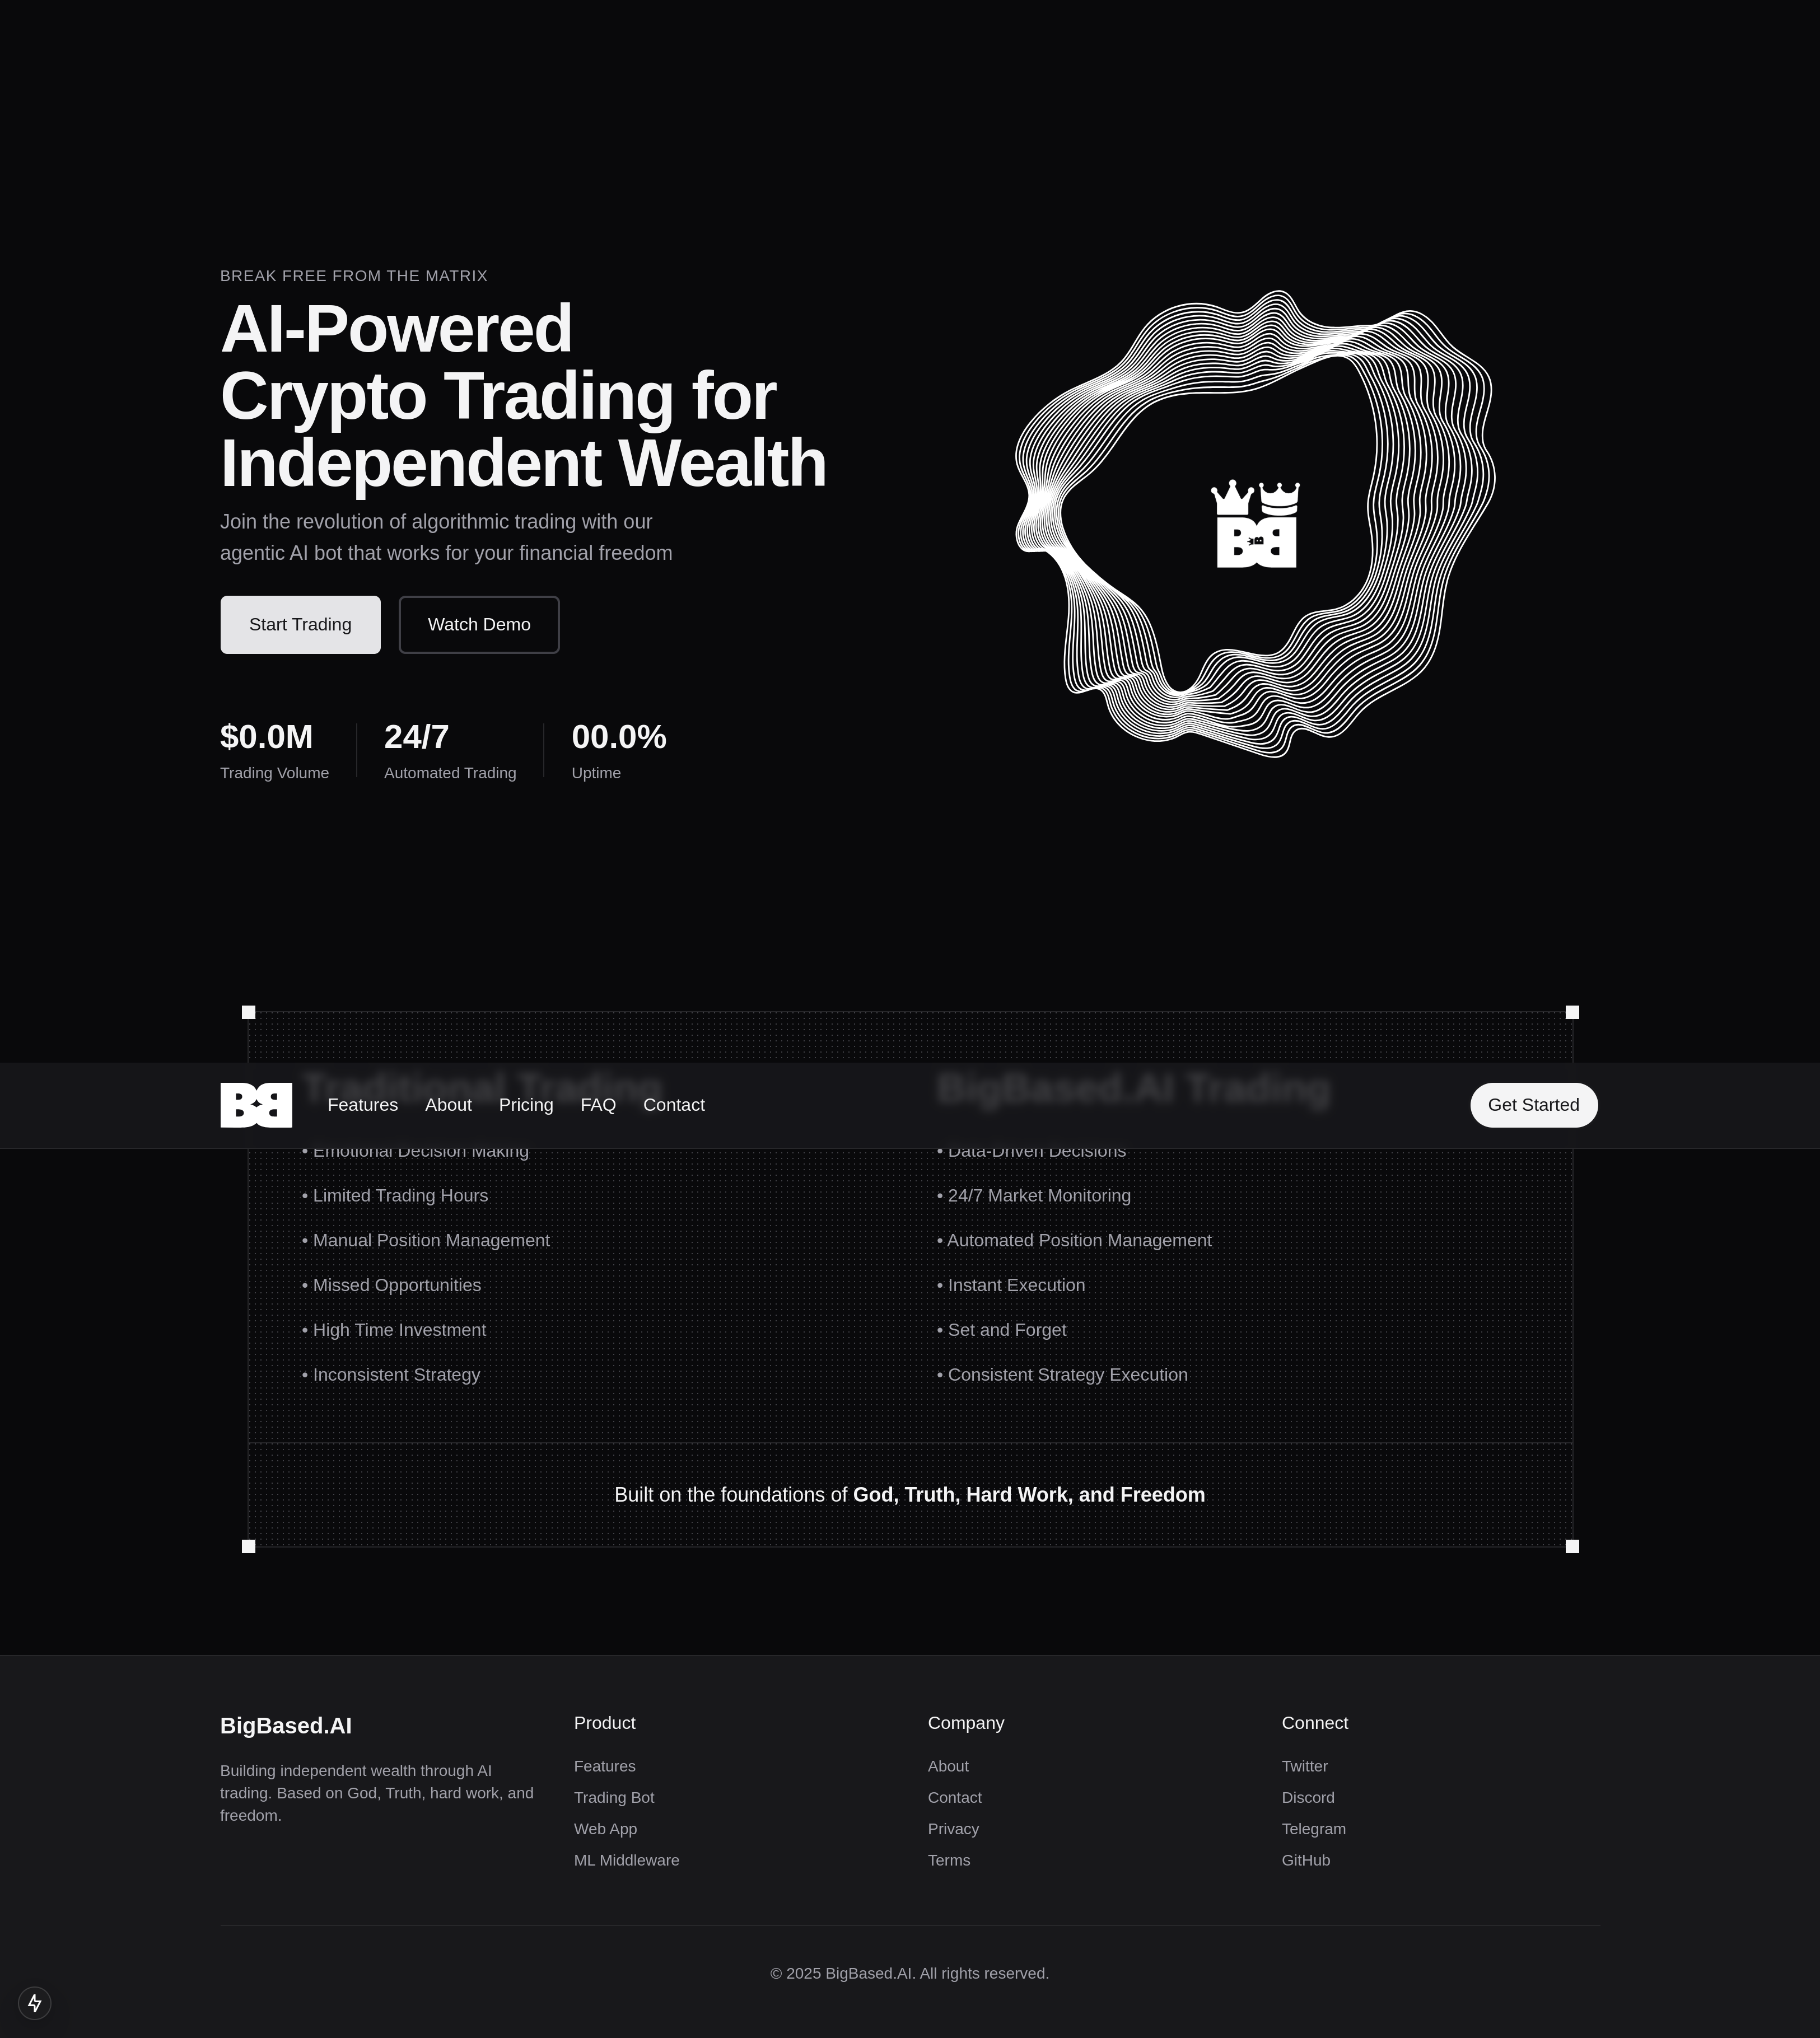 BREAK FREE FROM THE MATRIX
AI-Powered
Crypto Trading for
Independent Wealth
Join the revolution of algorithmic trading with our
agentic AI bot that works for your financial freedom
Start Trading
Watch Demo
$0.0M
Trading Volume
24/7
Automated Trading
00.0%
Uptime
Traditional Trading
BigBased.AI Trading
Features
About
Pricing
FAQ
Contact
Get Started
• Emotional Decision Making
• Limited Trading Hours
• Manual Position Management
• Missed Opportunities
• High Time Investment
• Inconsistent Strategy
• Data-Driven Decisions
• 24/7 Market Monitoring
• Automated Position Management
• Instant Execution
• Set and Forget
• Consistent Strategy Execution
Built on the foundations of God, Truth, Hard Work, and Freedom
BigBased.AI
Building independent wealth through AI
trading. Based on God, Truth, hard work, and
freedom.
Product
Features
Trading Bot
Web App
ML Middleware
Company
About
Contact
Privacy
Terms
Connect
Twitter
Discord
Telegram
GitHub
© 2025 BigBased.AI. All rights reserved.